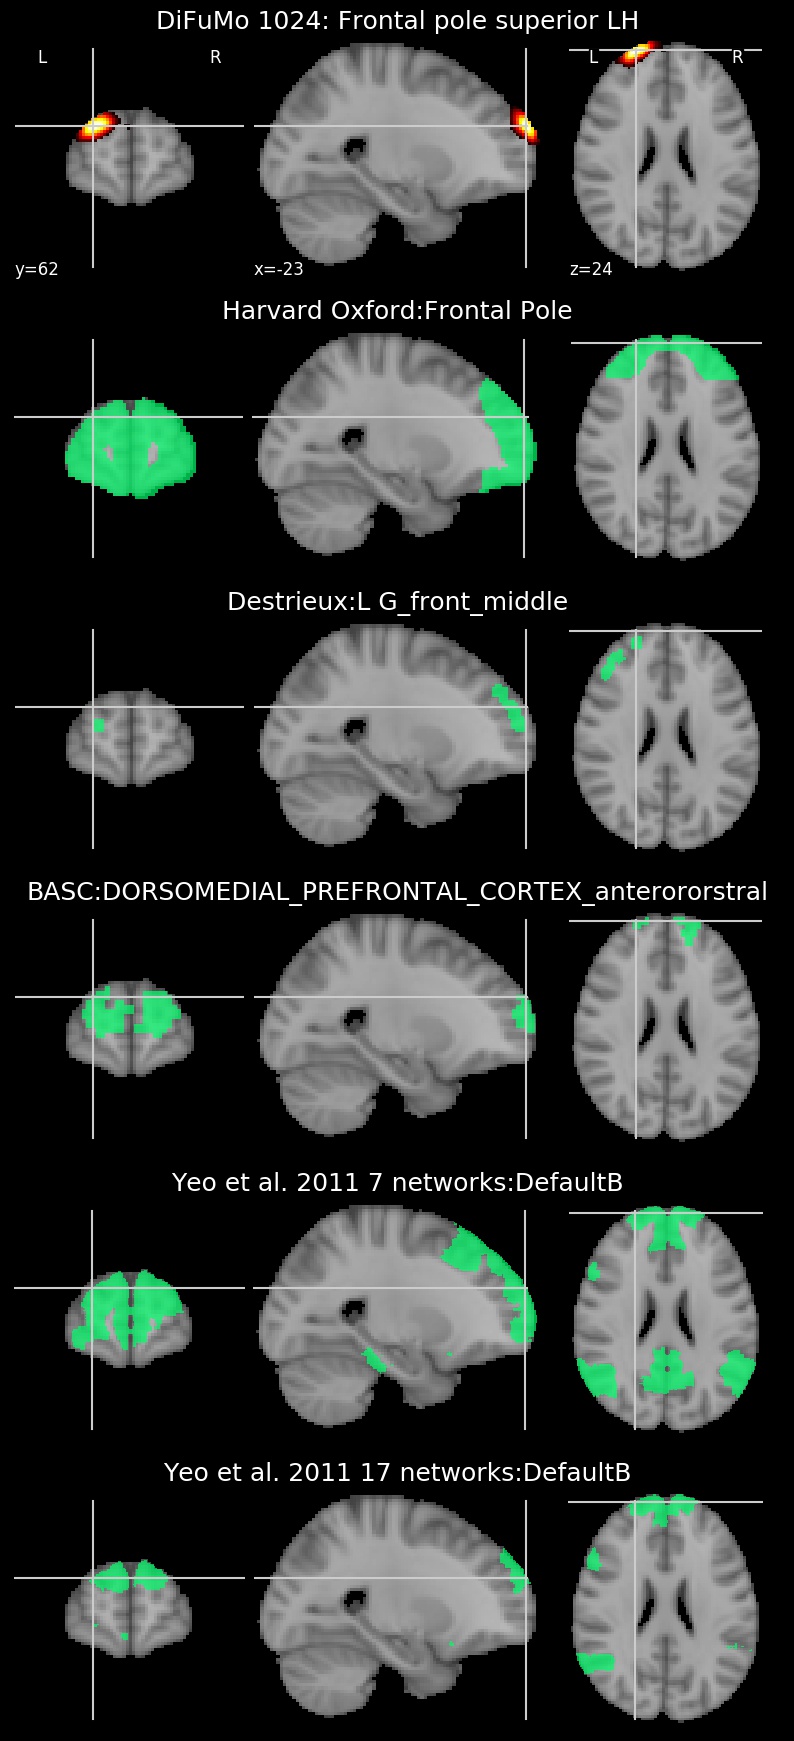 DiFuMo 1024: Frontal pole superior LH
L R L R
y=62 x=-23 z=24
Harvard Oxford:Frontal Pole
Destrieux:L G_front_middle
BASC:DORSOMEDIAL_PREFRONTAL_CORTEX_anterororstral
Yeo et al. 2011 7 networks:DefaultB
Yeo et al. 2011 17 networks:DefaultB